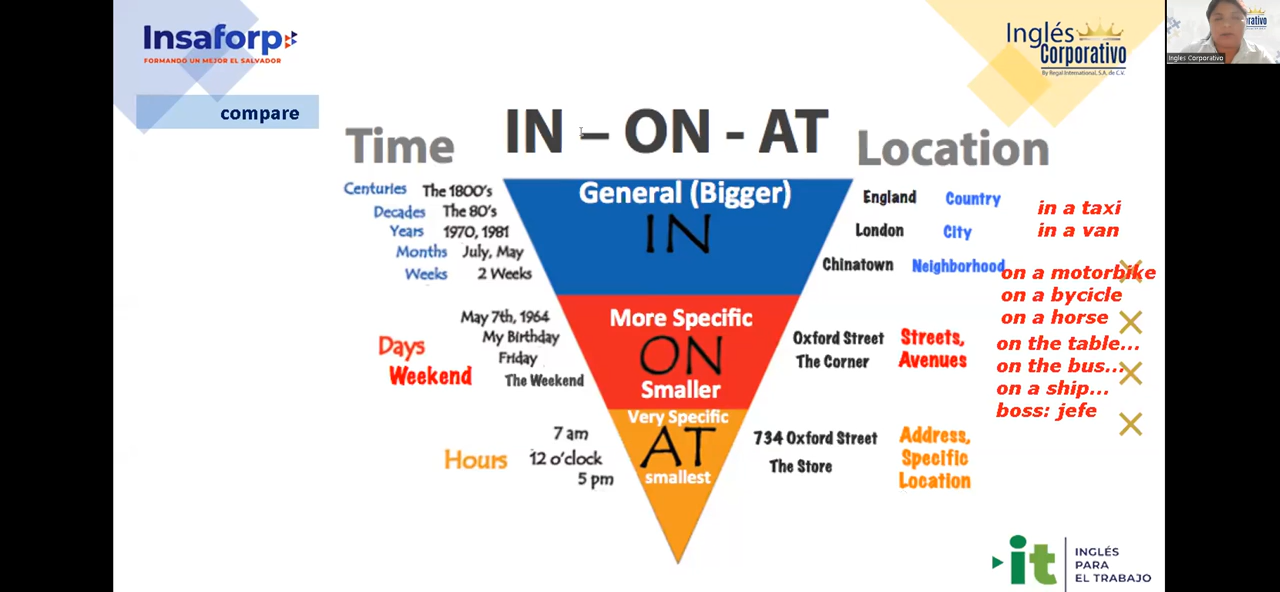 Insaforp
FORMANDO UN MEJOR EL SALVADOR
Inglés
Corporativo
By Regal International, S.A. de C.V.
Ingles Corporativo
compare
IN – ON - AT
Time
Location
General (Bigger)
IN
More Specific
ON
Smaller
Very Specific
AT
smallest
Centuries The 1800's
Decades The 80's
Years 1970, 1981
Months July, May
Weeks 2 Weeks
May 7th, 1964
My Birthday
Friday
The Weekend
Days
Weekend
Hours
7 am
12 o'clock
5 pm
England Country
London City
Chinatown Neighborhood
Oxford Street
The Corner
Streets,
Avenues
734 Oxford Street
The Store
Address,
Specific
Location
in a taxi
in a van
on a motorbike
on a bycicle
on a horse
on the table...
on the bus...
on a ship...
boss: jefe
it
INGLÉS
PARA
EL TRABAJO